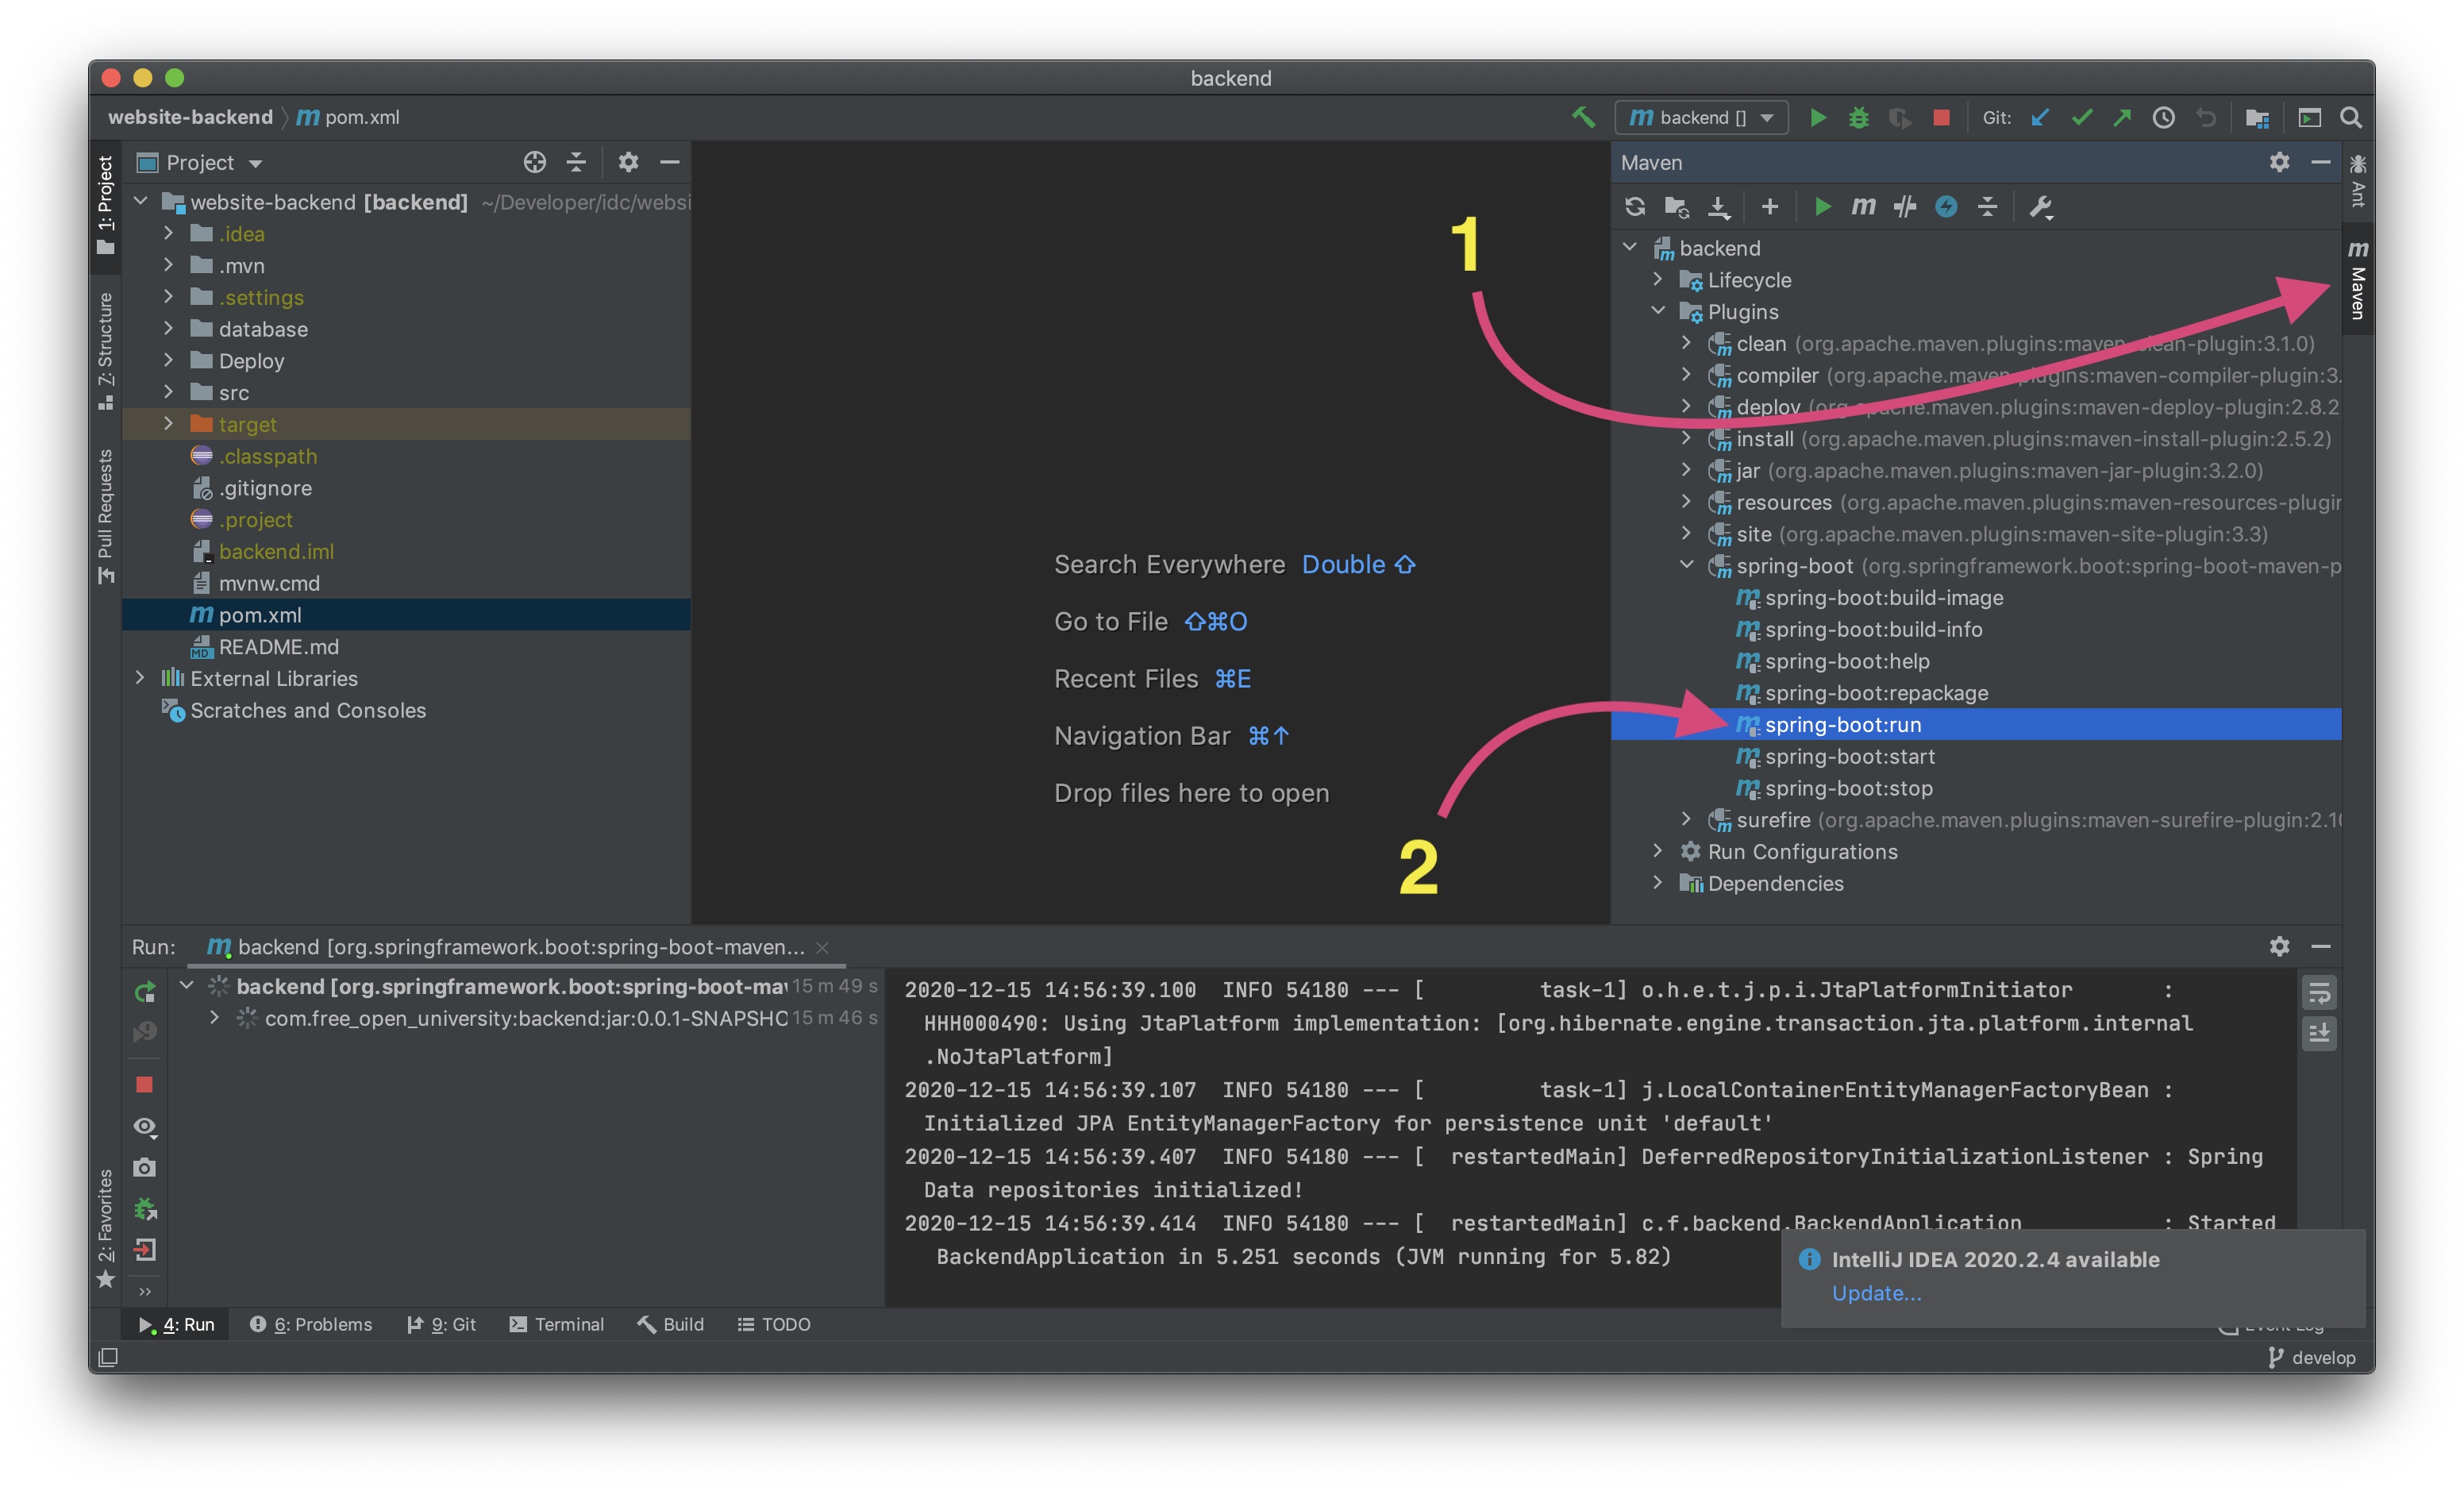 backend
website-backend
pom.xml
backend []
Git:
1: Project
Project
website-backend [backend] ~/Developer/idc/websi
.idea
.mvn
.settings
database
Deploy
src
target
.classpath
.gitignore
.project
backend.iml
mvnw.cmd
pom.xml
MD
README.md
External Libraries
Scratches and Consoles
7: Structure
Pull Requests
2: Favorites
Search Everywhere Double ⇧
Go to File ⇧⌘O
Recent Files ⌘E
Navigation Bar ⌘↑
Drop files here to open
1
2
Maven
backend
Lifecycle
Plugins
clean (org.apache.maven.plugins:maven-clean-plugin:3.1.0)
compiler (org.apache.maven.plugins:maven-compiler-plugin:3.
deploy (org.apache.maven.plugins:maven-deploy-plugin:2.8.2
install (org.apache.maven.plugins:maven-install-plugin:2.5.2)
jar (org.apache.maven.plugins:maven-jar-plugin:3.2.0)
resources (org.apache.maven.plugins:maven-resources-plugin
site (org.apache.maven.plugins:maven-site-plugin:3.3)
spring-boot (org.springframework.boot:spring-boot-maven-p
spring-boot:build-image
spring-boot:build-info
spring-boot:help
spring-boot:repackage
spring-boot:run
spring-boot:start
spring-boot:stop
surefire (org.apache.maven.plugins:maven-surefire-plugin:2.1
Run Configurations
Dependencies
Ant
Maven
Run: backend [org.springframework.boot:spring-boot-maven...
backend [org.springframework.boot:spring-boot-ma 15 m 49 s
com.free_open_university:backend:jar:0.0.1-SNAPSHO 15 m 46 s
2020-12-15 14:56:39.100 INFO 54180 --- [ task-1] o.h.e.t.j.p.i.JtaPlatformInitiator :
HHH000490: Using JtaPlatform implementation: [org.hibernate.engine.transaction.jta.platform.internal
.NoJtaPlatform]
2020-12-15 14:56:39.107 INFO 54180 --- [ task-1] j.LocalContainerEntityManagerFactoryBean :
Initialized JPA EntityManagerFactory for persistence unit 'default'
2020-12-15 14:56:39.407 INFO 54180 --- [ restartedMain] DeferredRepositoryInitializationListener : Spring
Data repositories initialized!
2020-12-15 14:56:39.414 INFO 54180 --- [ restartedMain] c.f.backend.BackendApplication : Started
BackendApplication in 5.251 seconds (JVM running for 5.82)
IntelliJ IDEA 2020.2.4 available
Update...
4: Run
6: Problems
9: Git
Terminal
Build
TODO
Event Log
develop